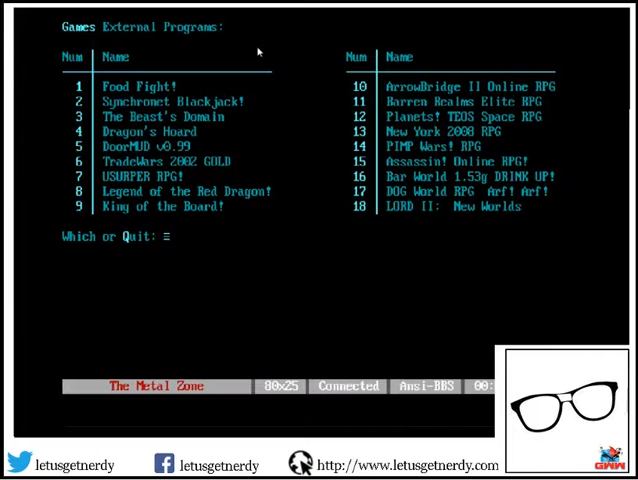 Games External Programs:
Num Name
1 Food Fight!
2 Synchronet Blackjack!
3 The Beast's Domain
4 Dragon's Hoard
5 DoorMUD v0.99
6 TradeWars 2002 GOLD
7 USURPER RPG!
8 Legend of the Red Dragon!
9 King of the Board!
Num Name
10 ArrowBridge II Online RPG
11 Barren Realms Elite RPG
12 Planets! TEOS Space RPG
13 New York 2008 RPG
14 PIMP Wars! RPG
15 Assassin! Online RPG!
16 Bar World 1.53g DRINK UP!
17 DOG World RPG Arf! Arf!
18 LORD II: New Worlds
Which or Quit:
The Metal Zone 80x25 Connected Ansi-BBS 00:
GWW
letusgetnerdy letusgetnerdy http://www.letusgetnerdy.com